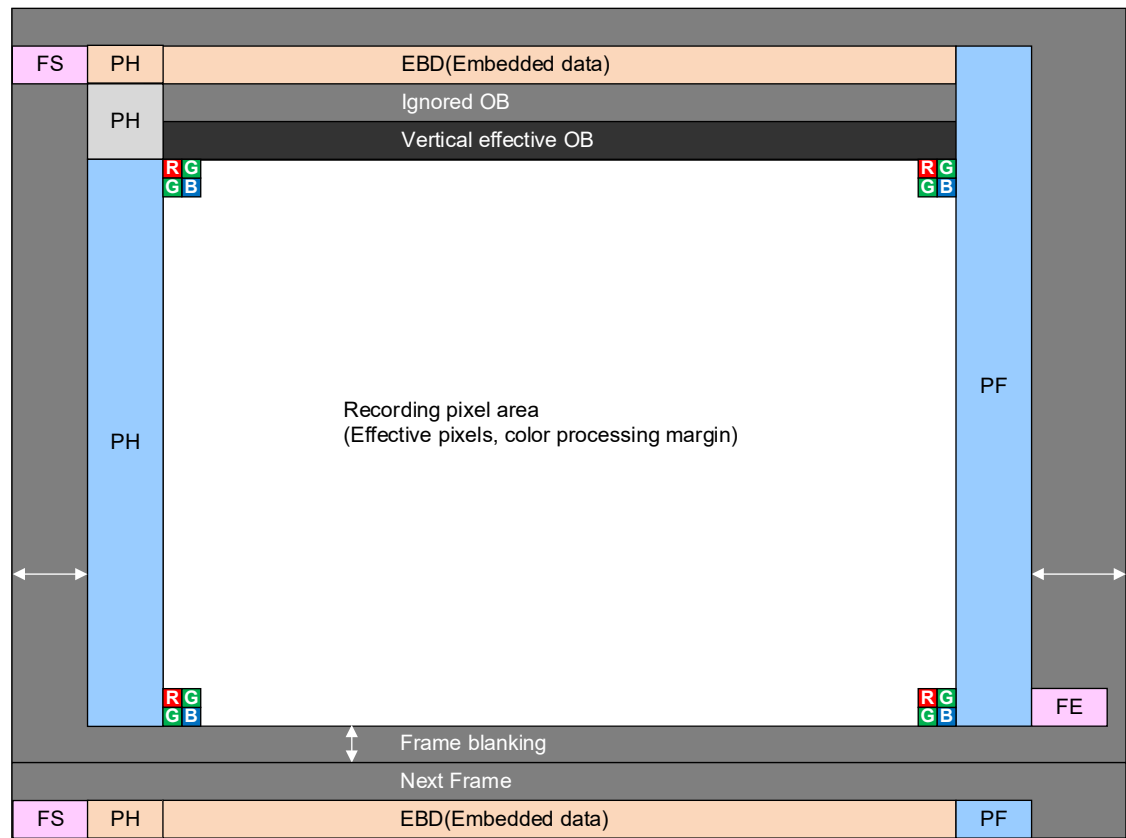 FS PH EBD(Embedded data)
PH Ignored OB
Vertical effective OB
R G R G
G B G B
Recording pixel area
(Effective pixels, color processing margin)
PH PF
R G R G
G B G B
FE
Frame blanking
Next Frame
FS PH EBD(Embedded data) PF